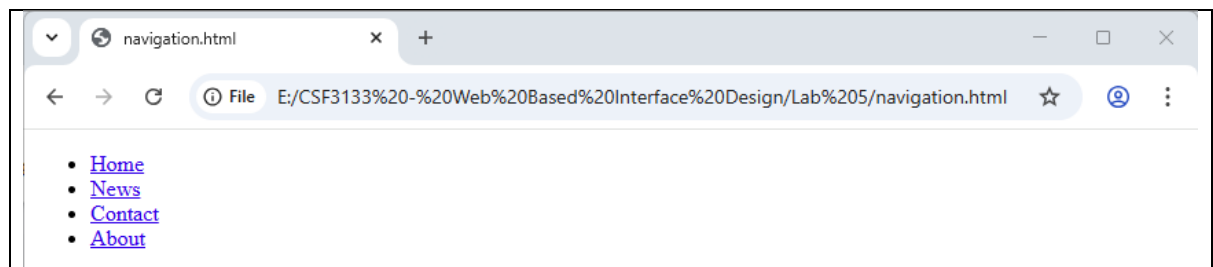 navigation.html
File E:/CSF3133%20-%20Web%20Based%20Interface%20Design/Lab%205/navigation.html
Home
News
Contact
About